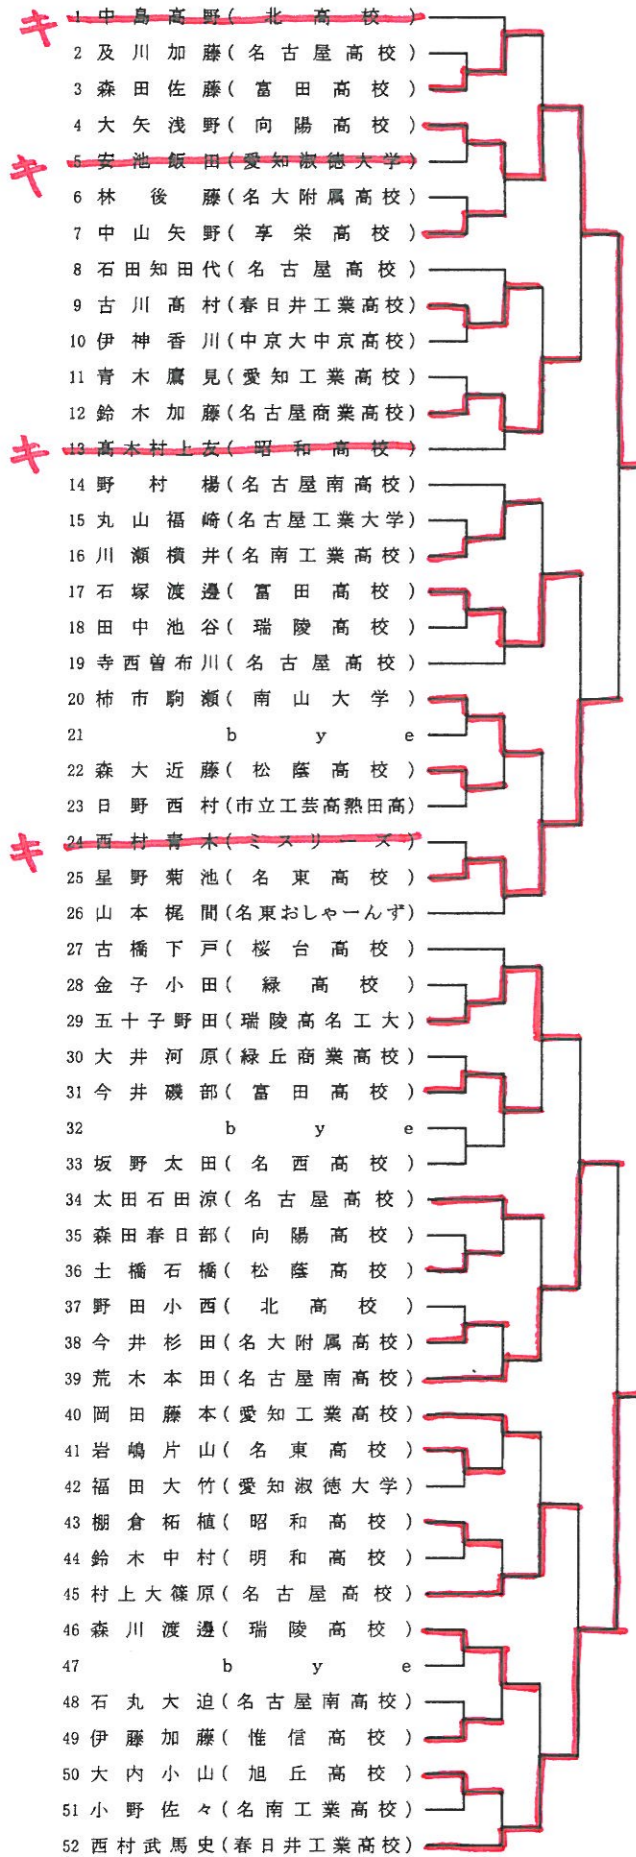 キ 1 中島高野(北高校)
2 及川加藤(名古屋高校)
3 森田佐藤(富田高校)
4 大矢浅野(向陽高校)
キ 5 安池飯田(愛知淑徳大学)
6 林後藤(名大附属高校)
7 中山矢野(享栄高校)
8 石田知田代(名古屋高校)
9 古川髙村(春日井工業高校)
10 伊神香川(中京大中京高校)
11 青木鷹見(愛知工業高校)
12 鈴木加藤(名古屋商業高校)
キ 13 髙木村上友(昭和高校)
14 野村楊(名古屋南高校)
15 丸山福崎(名古屋工業大学)
16 川瀬横井(名南工業高校)
17 石塚渡邊(富田高校)
18 田中池谷(瑞陵高校)
19 寺西曽布川(名古屋高校)
20 柿市駒瀬(南山大学)
21 bye
22 森大近藤(松蔭高校)
23 日野西村(市立工芸高熱田高)
キ 24 西村青木(ミスリーズ)
25 星野菊池(名東高校)
26 山本梶間(名東おしゃーんず)
27 古橋下戸(桜台高校)
28 金子小田(緑高校)
29 五十子野田(瑞陵高名工大)
30 大井河原(緑丘商業高校)
31 今井磯部(富田高校)
32 bye
33 坂野太田(名西高校)
34 太田石田涼(名古屋高校)
35 森田春日部(向陽高校)
36 土橋石橋(松蔭高校)
37 野田小西(北高校)
38 今井杉田(名大附属高校)
39 荒木本田(名古屋南高校)
40 岡田藤本(愛知工業高校)
41 岩嶋片山(名東高校)
42 福田大竹(愛知淑徳大学)
43 棚倉柘植(昭和高校)
44 鈴木中村(明和高校)
45 村上大篠原(名古屋高校)
46 森川渡邊(瑞陵高校)
47 bye
48 石丸大迫(名古屋南高校)
49 伊藤加藤(惟信高校)
50 大内小山(旭丘高校)
51 小野佐々(名南工業高校)
52 西村武馬史(春日井工業高校)